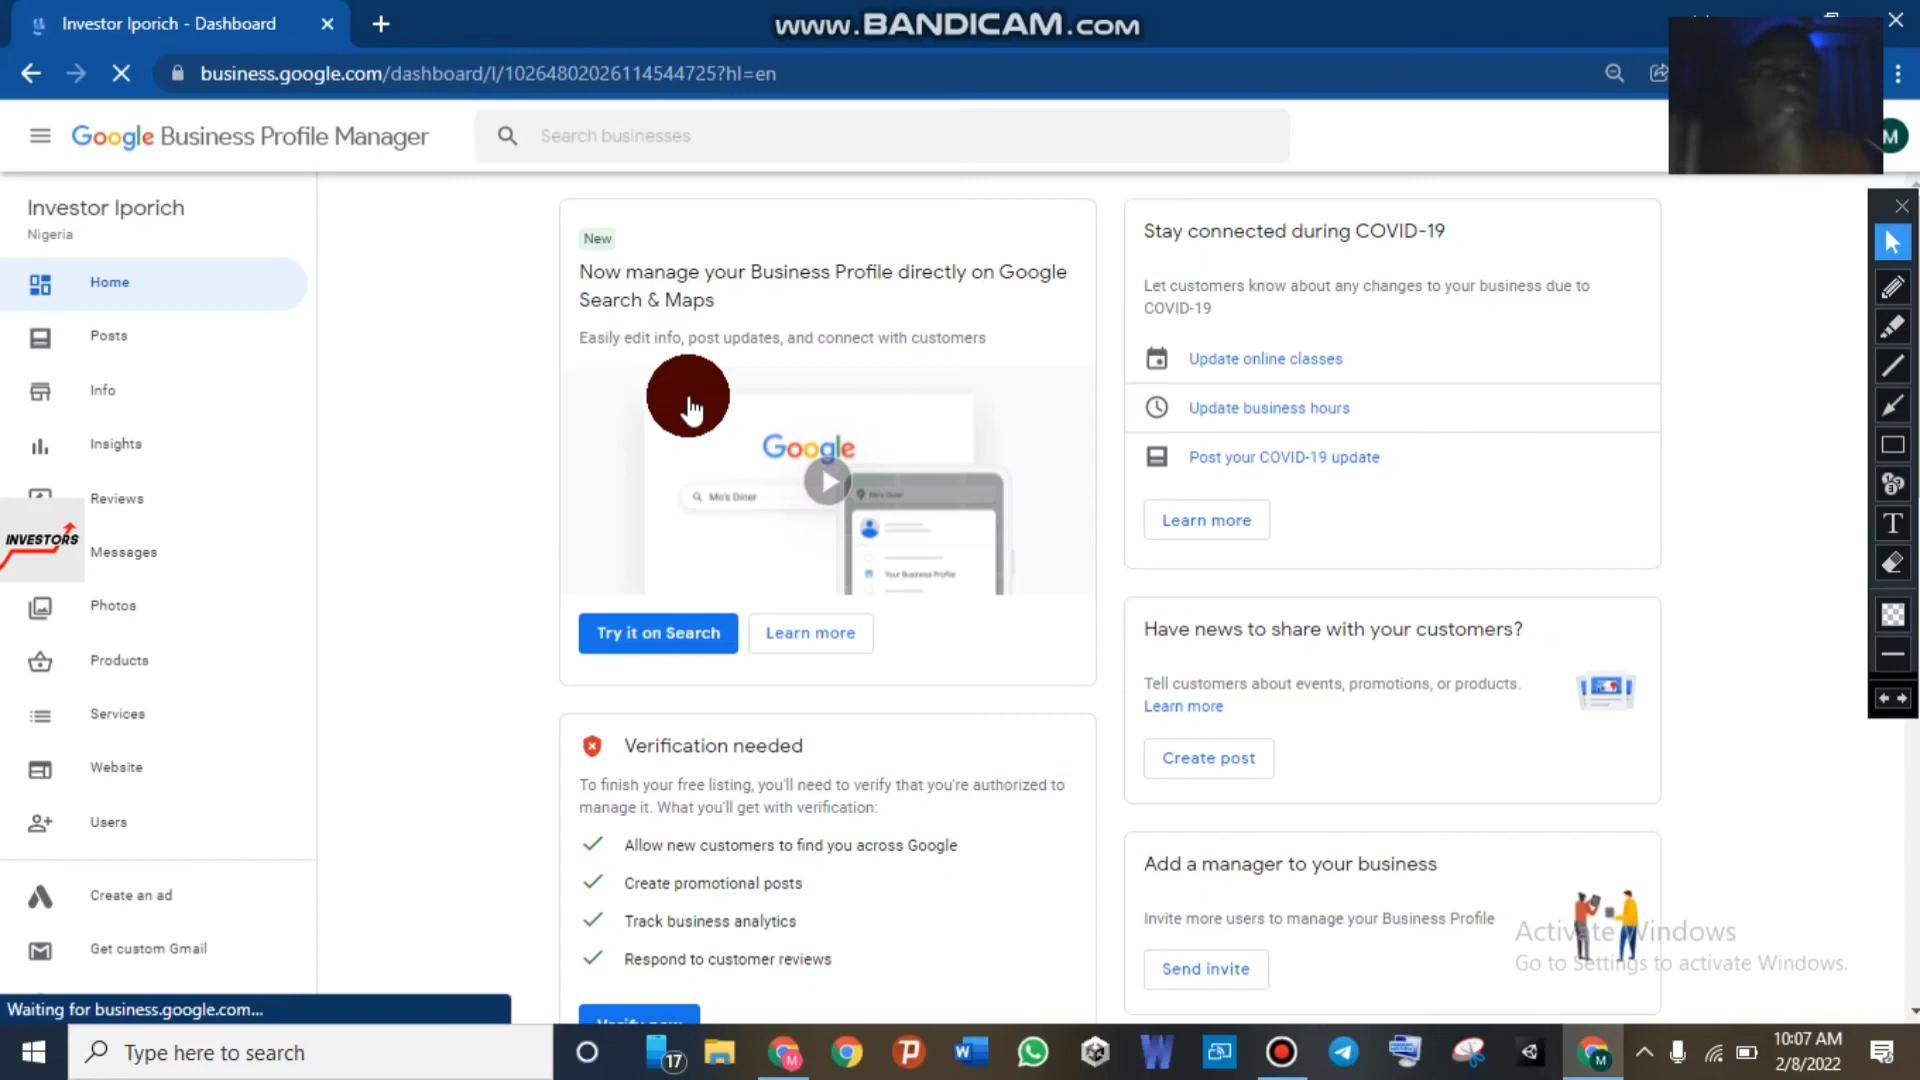 Investor Iporich - Dashboard
www.BANDICAM.com
business.google.com/dashboard/l/10264802026114544725?hl=en
Google Business Profile Manager
Search businesses
M
Investor Iporich
Nigeria
Home
Posts
Info
Insights
Reviews
INVESTORS
Messages
Photos
Products
Services
Website
Users
Create an ad
Get custom Gmail
New
Now manage your Business Profile directly on Google
Search & Maps
Easily edit info, post updates, and connect with customers
Google
Mo's Diner
Mo's Diner
Your Business Profile
Try it on Search
Learn more
Verification needed
To finish your free listing, you'll need to verify that you're authorized to
manage it. What you'll get with verification:
Allow new customers to find you across Google
Create promotional posts
Track business analytics
Respond to customer reviews
Verify now
Stay connected during COVID-19
Let customers know about any changes to your business due to
COVID-19
Update online classes
Update business hours
Post your COVID-19 update
Learn more
Have news to share with your customers?
Tell customers about events, promotions, or products.
Learn more
Create post
Add a manager to your business
Invite more users to manage your Business Profile
Send invite
Activate Windows
Go to Settings to activate Windows.
T
Waiting for business.google.com...
Type here to search
17
10:07 AM
2/8/2022